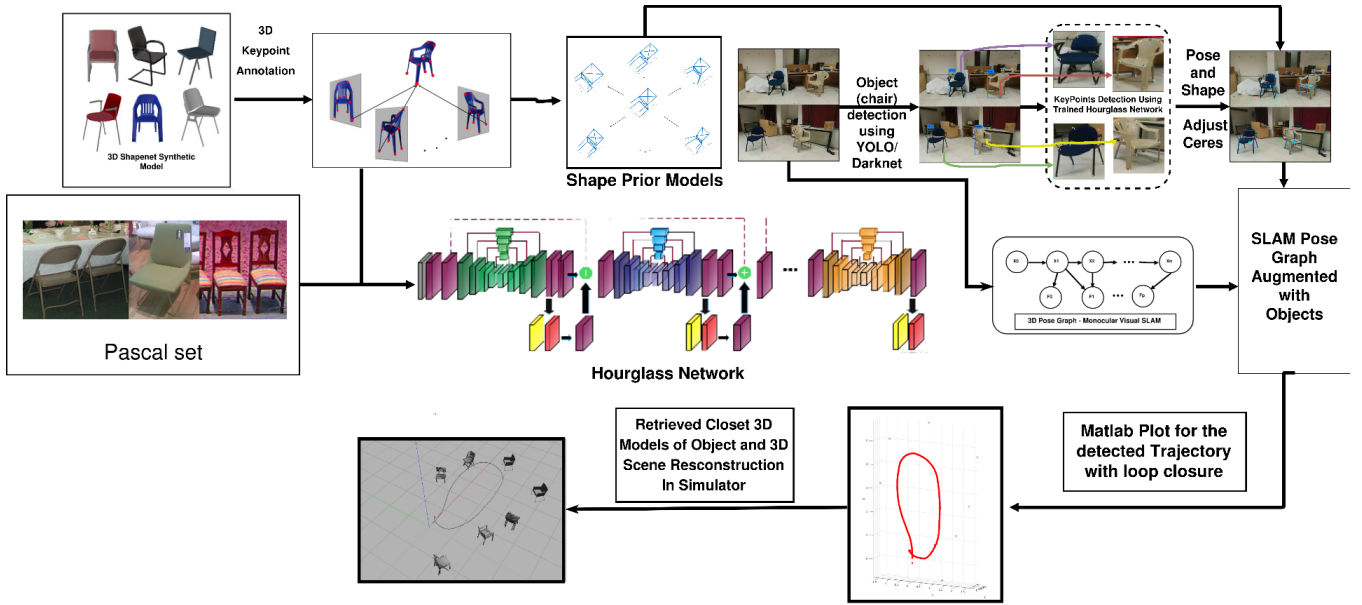 3D
Keypoint
Annotation
3D Shapenet Synthetic
Model
Shape Prior Models
Object
(chair)
detection
using
YOLO/
Darknet
KeyPoints Detection Using
Trained Hourglass Network
Pose
and
Shape
Adjust
Ceres
Pascal set
Hourglass Network
X0
X1
X2
Xn
F0
F1
Fp
3D Pose Graph - Monocular Visual SLAM
SLAM Pose
Graph
Augmented
with
Objects
Retrieved Closet 3D
Models of Object and 3D
Scene Resconstruction
In Simulator
Matlab Plot for the
detected Trajectory
with loop closure